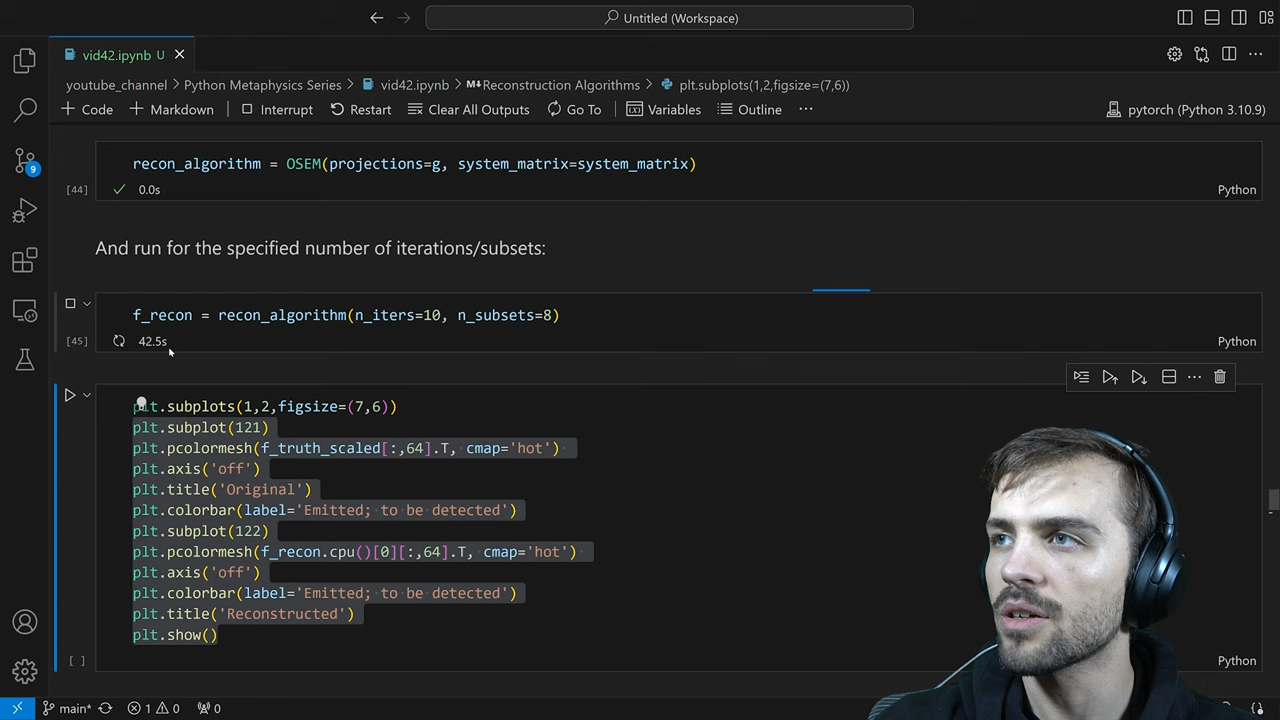 Untitled (Workspace)
vid42.ipynb U
youtube_channel > Python Metaphysics Series > vid42.ipynb > M↓Reconstruction Algorithms > plt.subplots(1,2,figsize=(7,6))
+ Code + Markdown Interrupt Restart Clear All Outputs Go To Variables Outline ... pytorch (Python 3.10.9)
recon_algorithm = OSEM(projections=g, system_matrix=system_matrix)
[44] 0.0s Python
And run for the specified number of iterations/subsets:
9
f_recon = recon_algorithm(n_iters=10, n_subsets=8)
[45] 42.5s Python
plt.subplots(1,2,figsize=(7,6))
plt.subplot(121)
plt.pcolormesh(f_truth_scaled[:,64].T, cmap='hot')
plt.axis('off')
plt.title('Original')
plt.colorbar(label='Emitted; to be detected')
plt.subplot(122)
plt.pcolormesh(f_recon.cpu()[0][:,64].T, cmap='hot')
plt.axis('off')
plt.colorbar(label='Emitted; to be detected')
plt.title('Reconstructed')
plt.show()
[ ] Python
main* 1 0 0